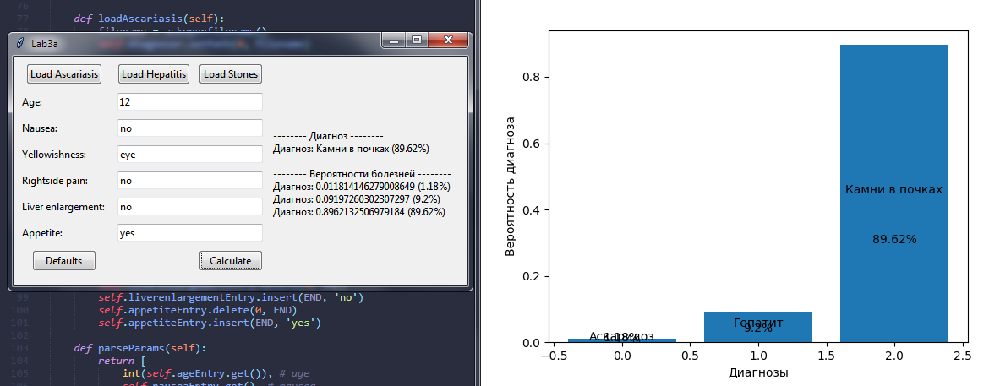 76
77 def loadAscariasis(self):
filename = askopenfilename()
Lab3a
Load Ascariasis Load Hepatitis Load Stones
Age: 12
Nausea: no
Yellowishness: eye
Rightside pain: no
Liver enlargement: no
Appetite: yes
Defaults Calculate
-------- Диагноз --------
Диагноз: Камни в почках (89.62%)
-------- Вероятности болезней --------
Диагноз: 0.011814146279008649 (1.18%)
Диагноз: 0.09197260302307297 (9.2%)
Диагноз: 0.8962132506979184 (89.62%)
99 self.liverenlargementEntry.insert(END, 'no')
100 self.appetiteEntry.delete(0, END)
101 self.appetiteEntry.insert(END, 'yes')
102
103 def parseParams(self):
104 return [
105 int(self.ageEntry.get()), # age
self.nauseaEntry.get(), # nausea
Вероятность диагноза
0.8
0.6
0.4
0.2
0.0
Камни в почках
89.62%
Гепатит
9.2%
Аскаридоз
1.18%
−0.5 0.0 0.5 1.0 1.5 2.0 2.5
Диагнозы